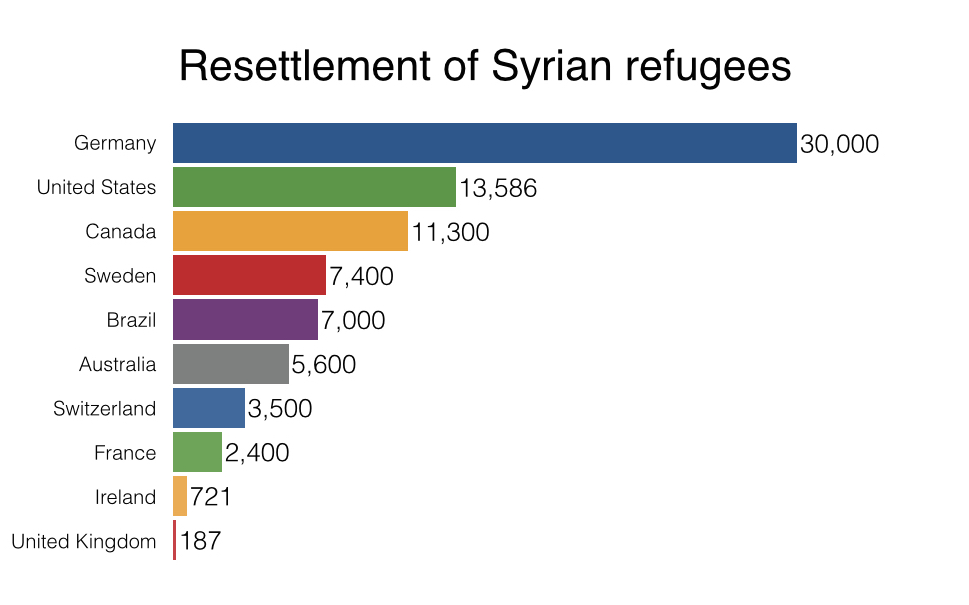 Resettlement of Syrian refugees
Germany 30,000
United States 13,586
Canada 11,300
Sweden 7,400
Brazil 7,000
Australia 5,600
Switzerland 3,500
France 2,400
Ireland 721
United Kingdom 187